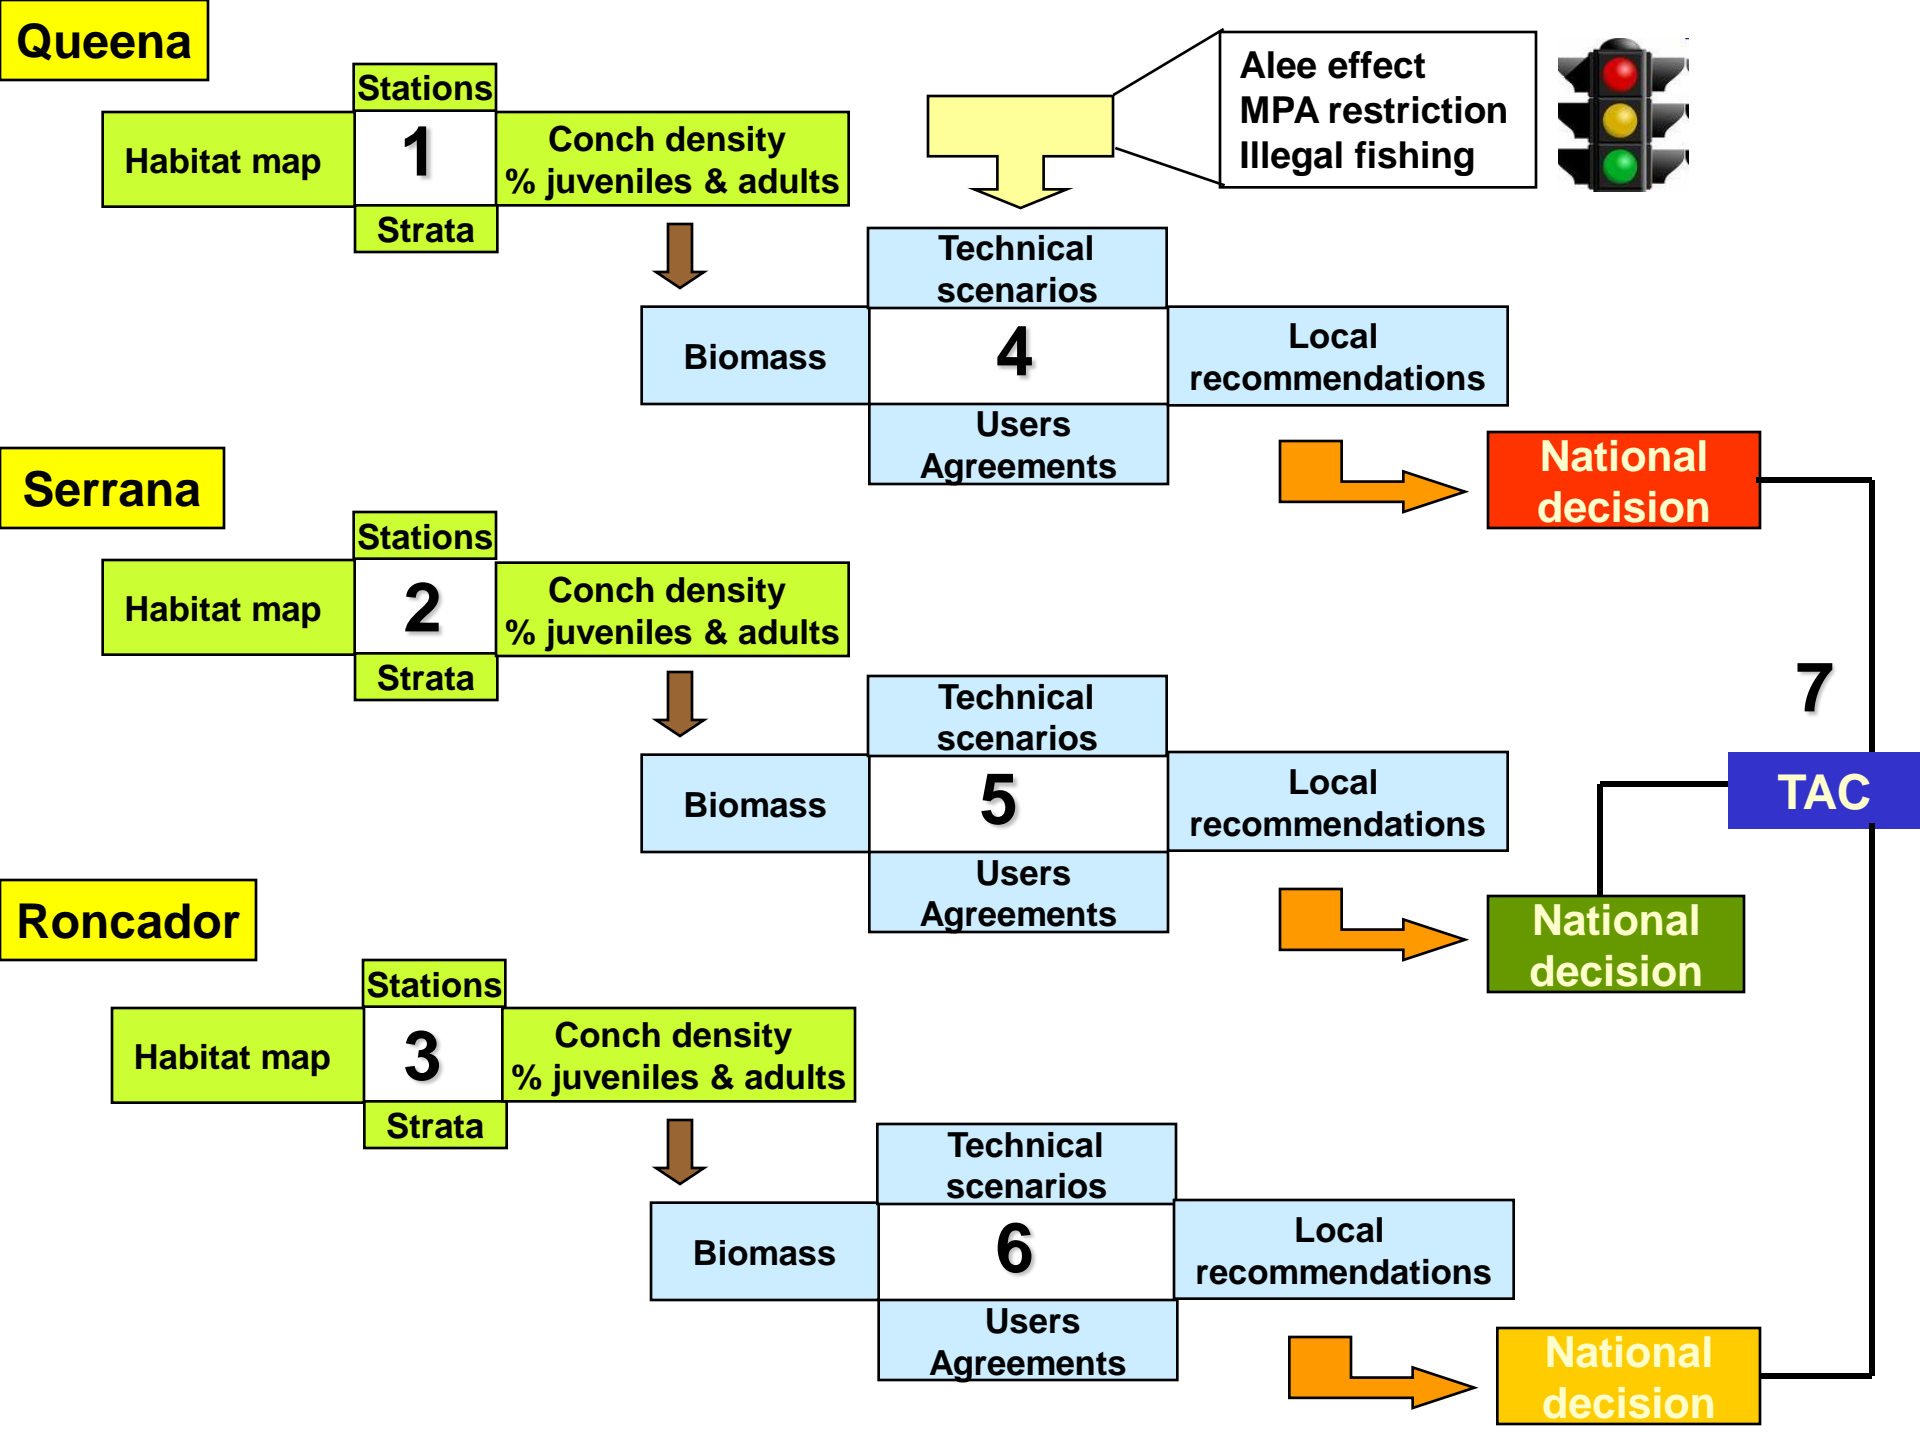 Queena
Stations
Habitat map
1
Conch density
% juveniles & adults
Strata
Alee effect
MPA restriction
Illegal fishing
Technical
scenarios
Biomass
4
Local
recommendations
Users
Agreements
National
decision
Serrana
Stations
Habitat map
2
Conch density
% juveniles & adults
Strata
Technical
scenarios
Biomass
5
Local
recommendations
Users
Agreements
National
decision
7
TAC
Roncador
Stations
Habitat map
3
Conch density
% juveniles & adults
Strata
Technical
scenarios
Biomass
6
Local
recommendations
Users
Agreements
National
decision